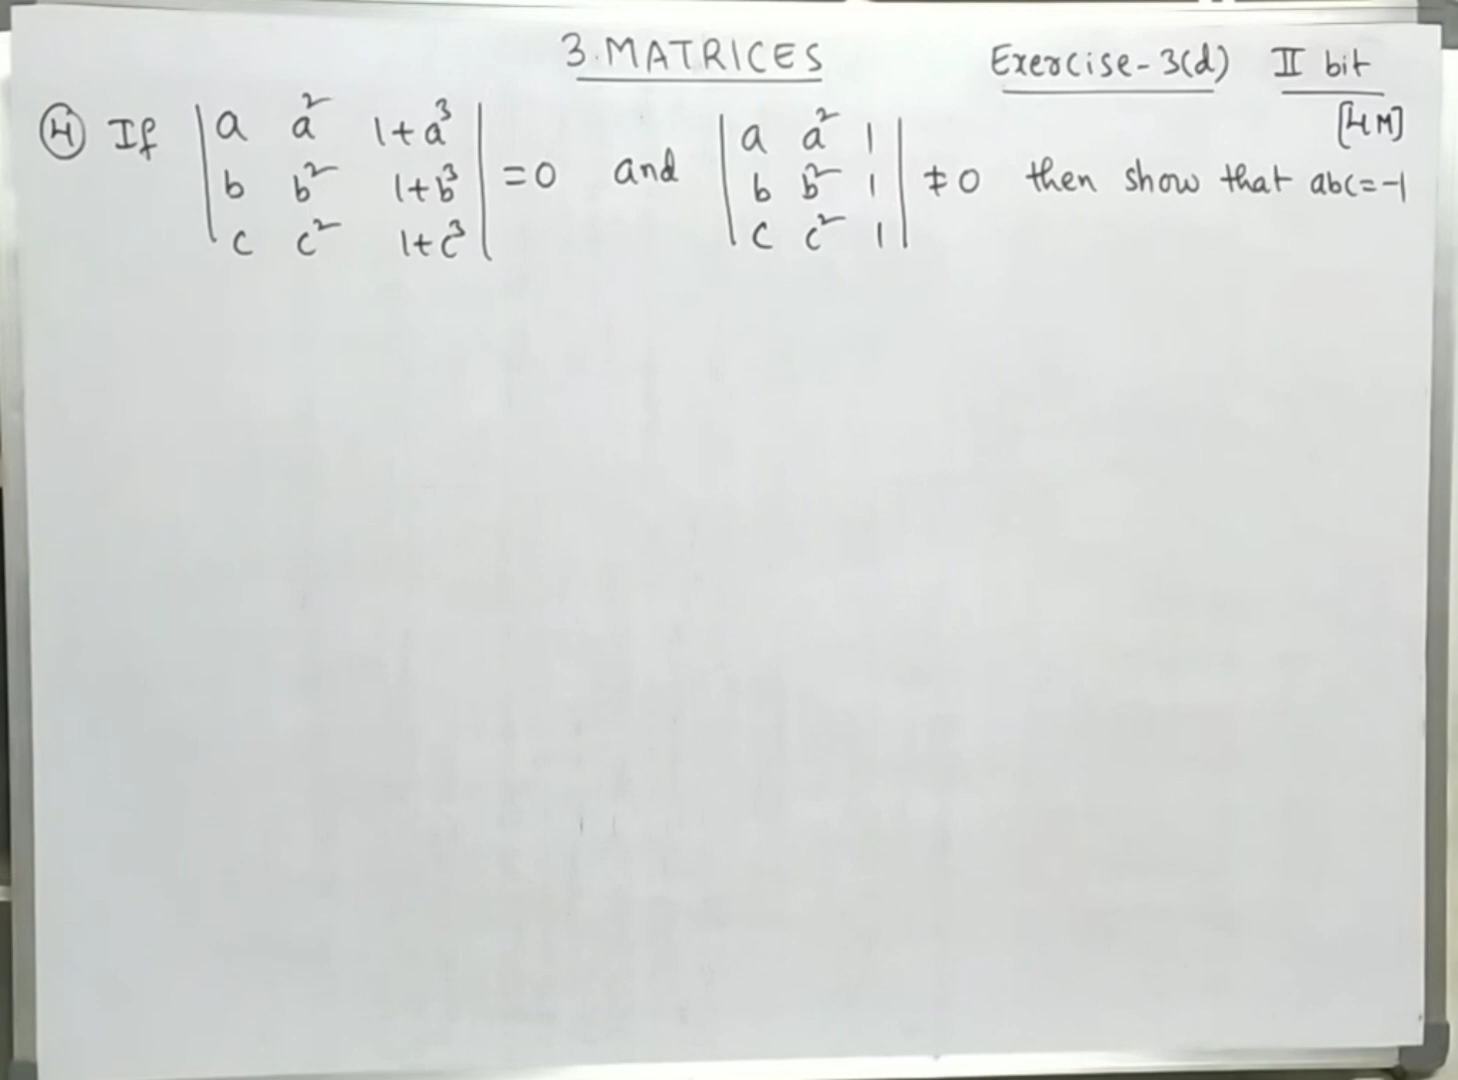 3. MATRICES Exercise - 3(d) II bit
[4M]
④ If | a a² 1+a³ | = 0 and | a a² 1 | ≠ 0 then show that abc = -1
| b b² 1+b³ | | b b² 1 |
| c c² 1+c³ | | c c² 1 |